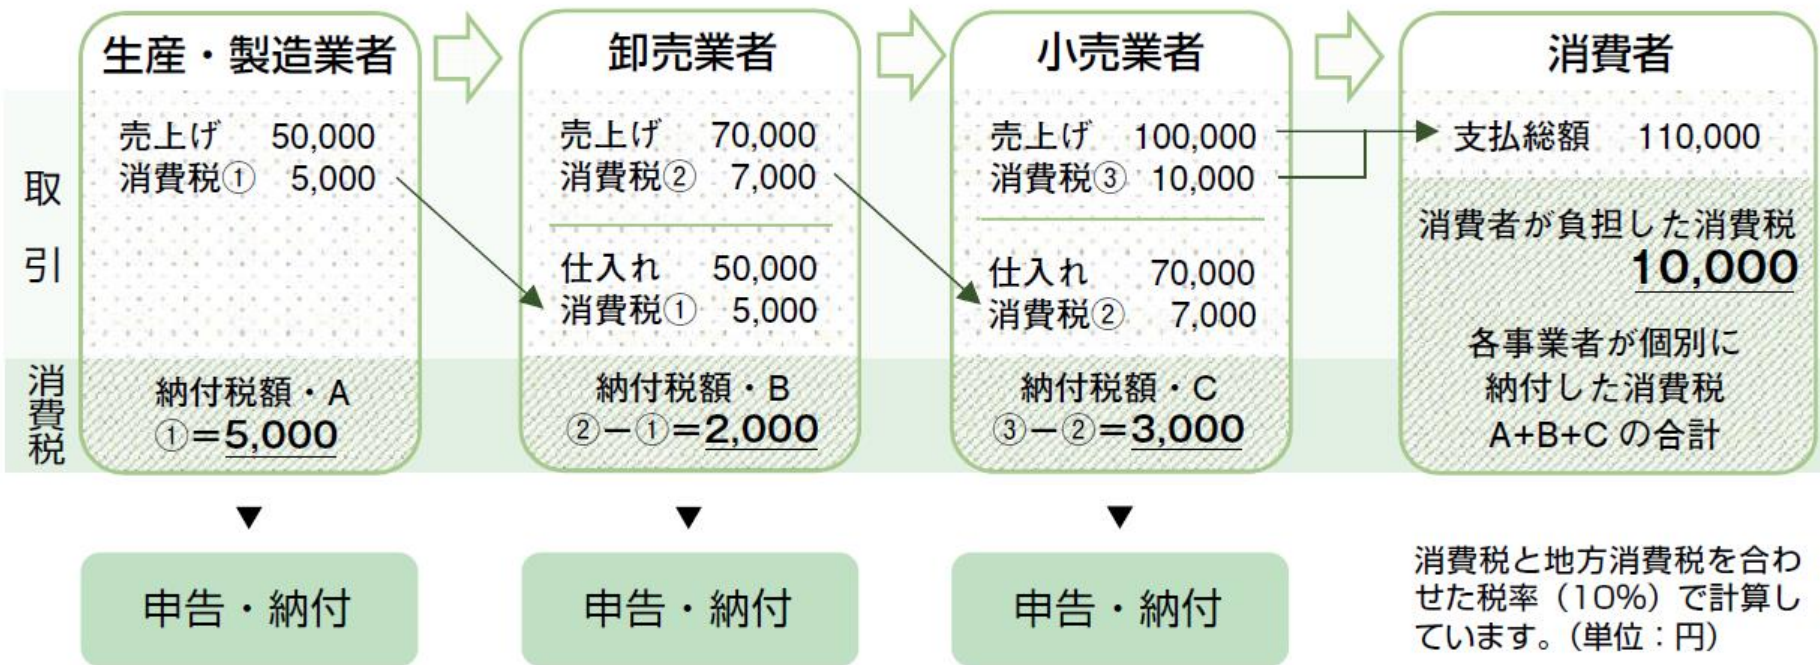 生産・製造業者
売上げ 50,000
消費税① 5,000
納付税額・A
①＝5,000
申告・納付
卸売業者
売上げ 70,000
消費税② 7,000
仕入れ 50,000
消費税① 5,000
納付税額・B
②−①＝2,000
申告・納付
小売業者
売上げ 100,000
消費税③ 10,000
仕入れ 70,000
消費税② 7,000
納付税額・C
③−②＝3,000
申告・納付
消費者
支払総額 110,000
消費者が負担した消費税
10,000
各事業者が個別に
納付した消費税
A+B+C の合計
取引
消費税
消費税と地方消費税を合わ
せた税率（10%）で計算し
ています。（単位：円）